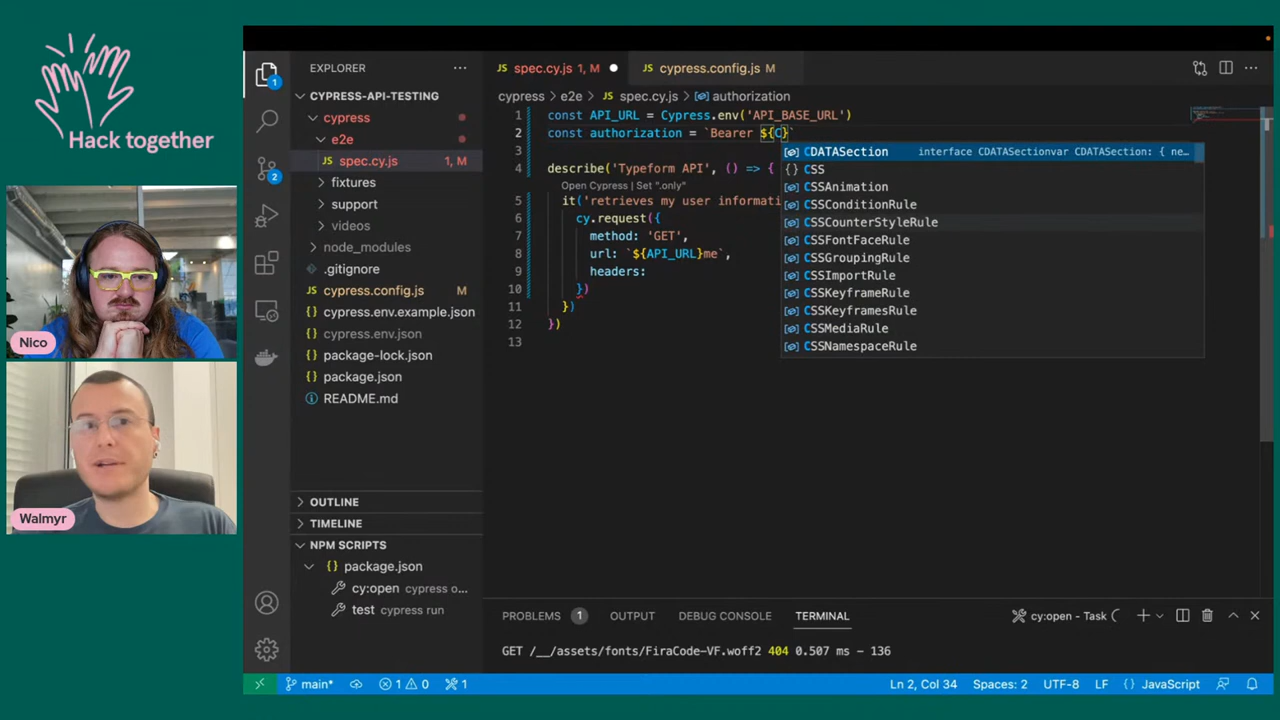 Hack together
Nico
Walmyr
1
2
EXPLORER
CYPRESS-API-TESTING
cypress
e2e
spec.cy.js 1, M
fixtures
support
videos
node_modules
.gitignore
cypress.config.js M
cypress.env.example.json
cypress.env.json
package-lock.json
package.json
README.md
OUTLINE
TIMELINE
NPM SCRIPTS
package.json
cy:open cypress o...
test cypress run
JS spec.cy.js 1, M
JS cypress.config.js M
cypress > e2e > JS spec.cy.js > authorization
1 const API_URL = Cypress.env('API_BASE_URL')
2 const authorization = `Bearer ${C}`
3
4 describe('Typeform API', () => {
Open Cypress | Set ".only"
5 it('retrieves my user informati
6 cy.request({
7 method: 'GET',
8 url: `${API_URL}me`,
9 headers:
10 })
11 })
12 })
13
CDATASection interface CDATASectionvar CDATASection: { ne…
CSS
CSSAnimation
CSSConditionRule
CSSCounterStyleRule
CSSFontFaceRule
CSSGroupingRule
CSSImportRule
CSSKeyframeRule
CSSKeyframesRule
CSSMediaRule
CSSNamespaceRule
PROBLEMS 1 OUTPUT DEBUG CONSOLE TERMINAL
cy:open - Task
GET /__/assets/fonts/FiraCode-VF.woff2 404 0.507 ms - 136
main* 1 0 1
Ln 2, Col 34 Spaces: 2 UTF-8 LF {} JavaScript